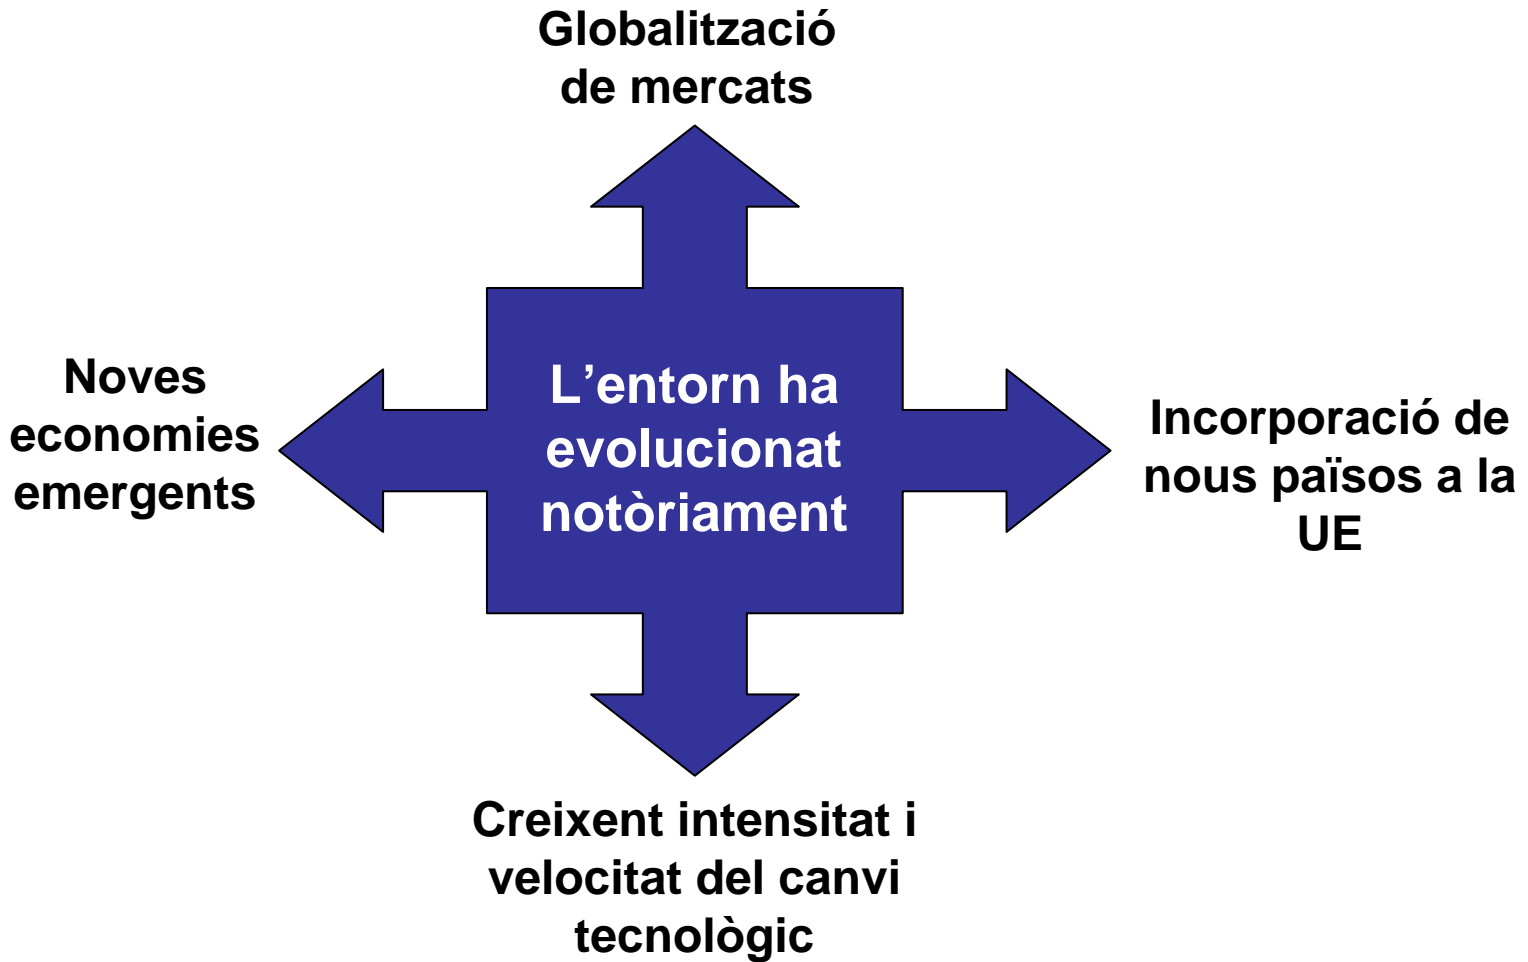 Globalització
de mercats
Noves
economies
emergents
L’entorn ha
evolucionat
notòriament
Incorporació de
nous països a la
UE
Creixent intensitat i
velocitat del canvi
tecnològic